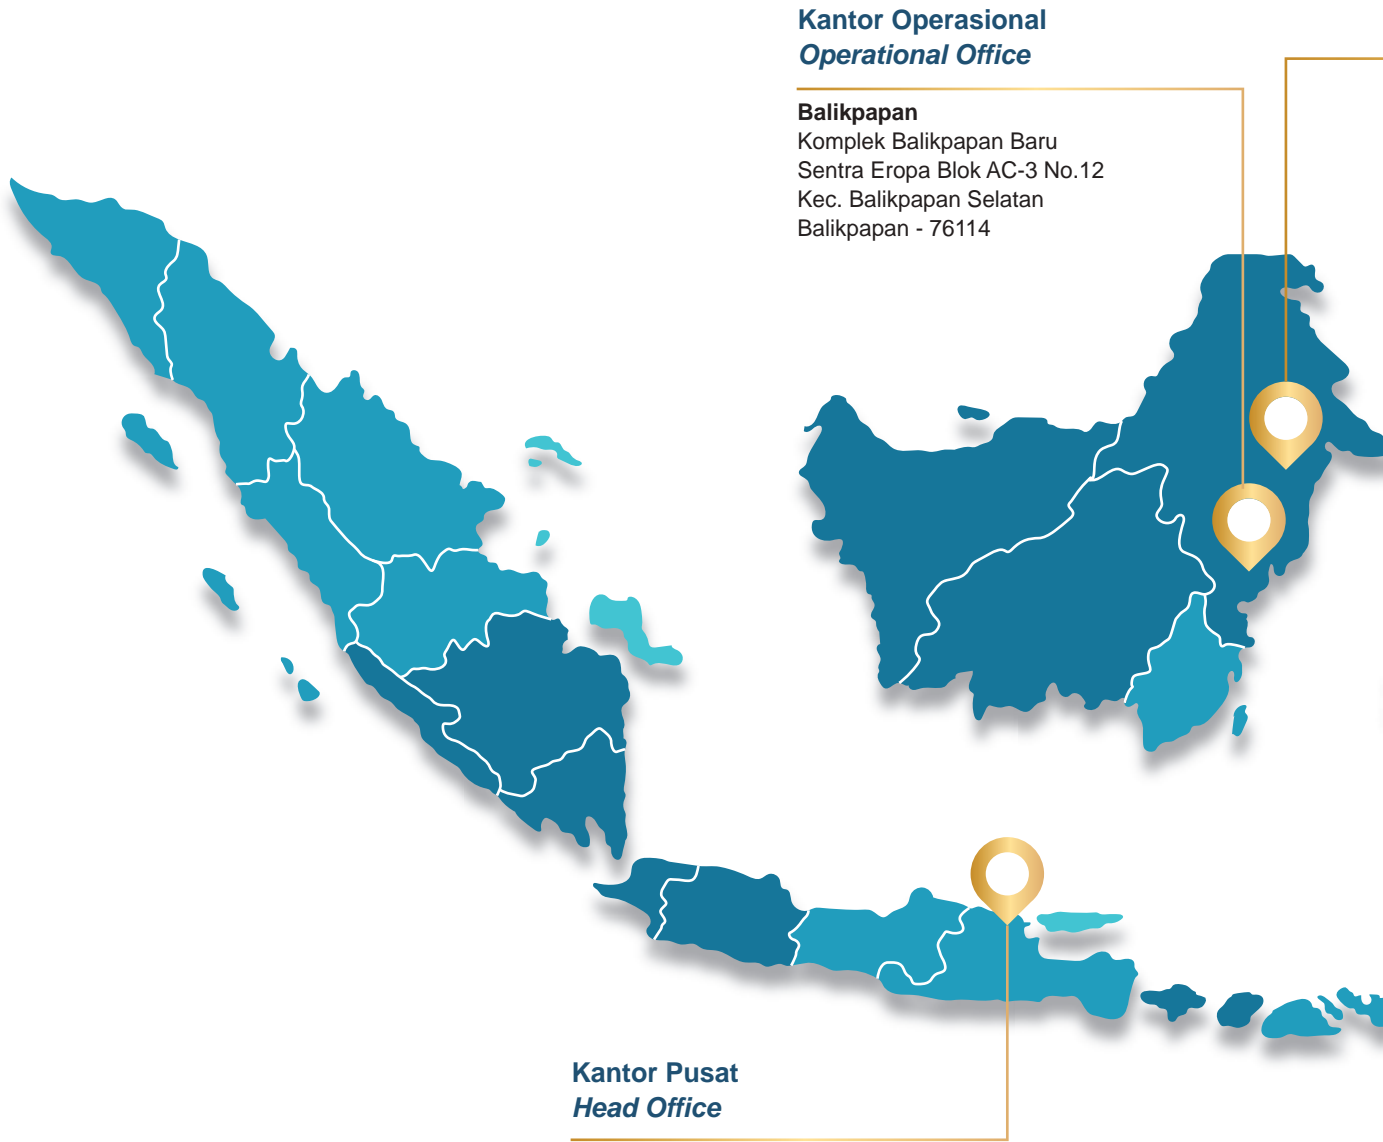 Kantor Operasional
Operational Office
Balikpapan
Komplek Balikpapan Baru
Sentra Eropa Blok AC-3 No.12
Kec. Balikpapan Selatan
Balikpapan - 76114
Kantor Pusat
Head Office